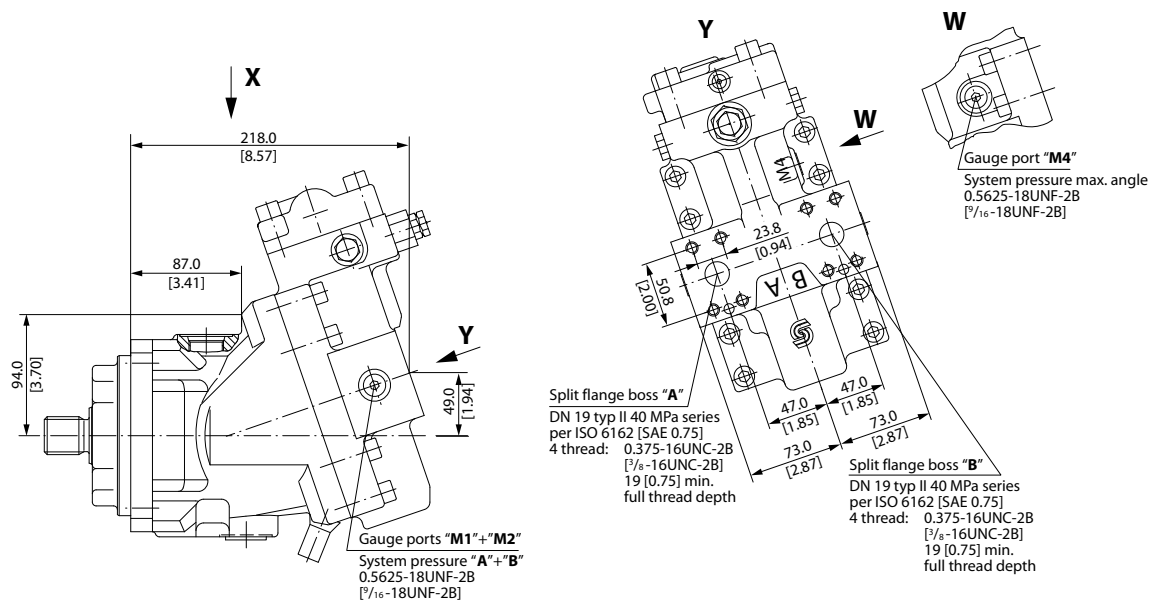 X
218.0
[8.57]
87.0
[3.41]
94.0
[3.70]
Y
49.0
[1.94]
Gauge ports "M1"+"M2"
System pressure "A"+"B"
0.5625-18UNF-2B
[9/16-18UNF-2B]
Y
W
M4
23.8
[0.94]
50.8
[2.00]
B A
47.0
[1.85]
47.0
[1.85]
73.0
[2.87]
73.0
[2.87]
Split flange boss "A"
DN 19 typ II 40 MPa series
per ISO 6162 [SAE 0.75]
4 thread: 0.375-16UNC-2B
[3/8-16UNC-2B]
19 [0.75] min.
full thread depth
Split flange boss "B"
DN 19 typ II 40 MPa series
per ISO 6162 [SAE 0.75]
4 thread: 0.375-16UNC-2B
[3/8-16UNC-2B]
19 [0.75] min.
full thread depth
W
Gauge port "M4"
System pressure max. angle
0.5625-18UNF-2B
[9/16-18UNF-2B]